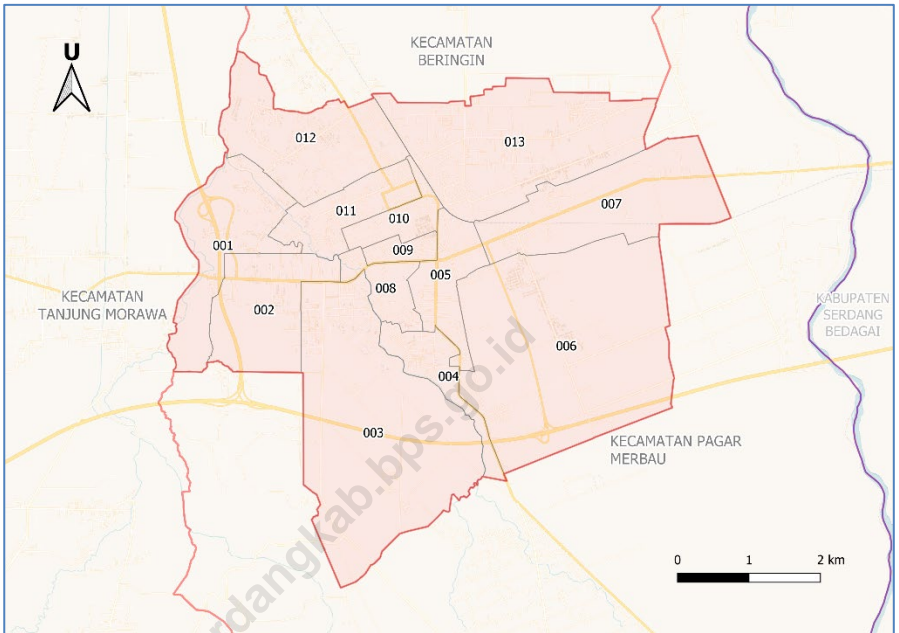 U
KECAMATAN
BERINGIN
012
013
011
010
007
001
009
005
008
KECAMATAN
TANJUNG MORAWA
002
KABUPATEN
SERDANG
BEDAGAI
006
004
003
KECAMATAN PAGAR
MERBAU
0 1 2 km
rdangkab.bps.go.id